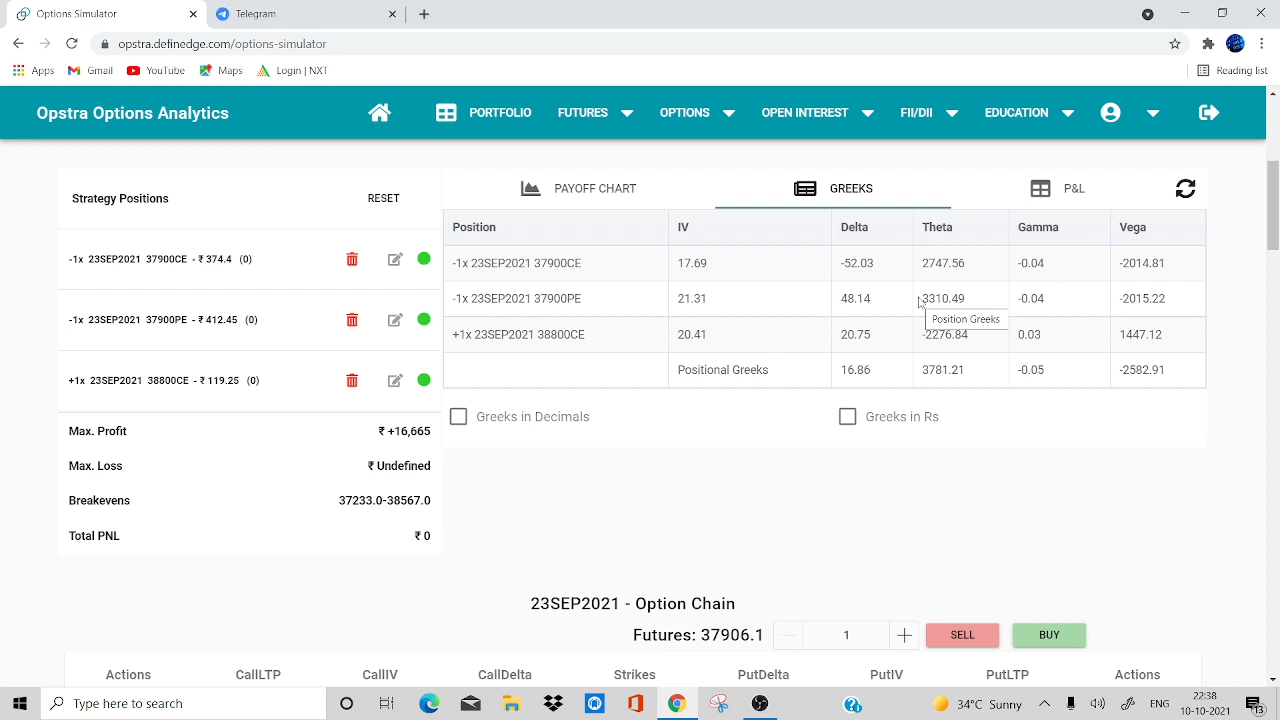 Options Simulator
Telegram
opstra.definedge.com/options-simulator
Apps
Gmail
YouTube
Maps
Login | NXT
Reading list
Opstra Options Analytics
PORTFOLIO
FUTURES
OPTIONS
OPEN INTEREST
FII/DII
EDUCATION
Strategy Positions
RESET
-1x 23SEP2021 37900CE - ₹ 374.4 (0)
-1x 23SEP2021 37900PE - ₹ 412.45 (0)
+1x 23SEP2021 38800CE - ₹ 119.25 (0)
Max. Profit ₹ +16,665
Max. Loss ₹ Undefined
Breakevens 37233.0-38567.0
Total PNL ₹ 0
PAYOFF CHART
GREEKS
P&L
Position IV Delta Theta Gamma Vega
-1x 23SEP2021 37900CE 17.69 -52.03 2747.56 -0.04 -2014.81
-1x 23SEP2021 37900PE 21.31 48.14 3310.49 -0.04 -2015.22
Position Greeks
+1x 23SEP2021 38800CE 20.41 20.75 -2276.84 0.03 1447.12
Positional Greeks 16.86 3781.21 -0.05 -2582.91
Greeks in Decimals
Greeks in Rs
23SEP2021 - Option Chain
Futures: 37906.1
1
SELL
BUY
Actions CallLTP CallIV CallDelta Strikes PutDelta PutIV PutLTP Actions
Type here to search
34°C Sunny
ENG
22:38
10-10-2021
13